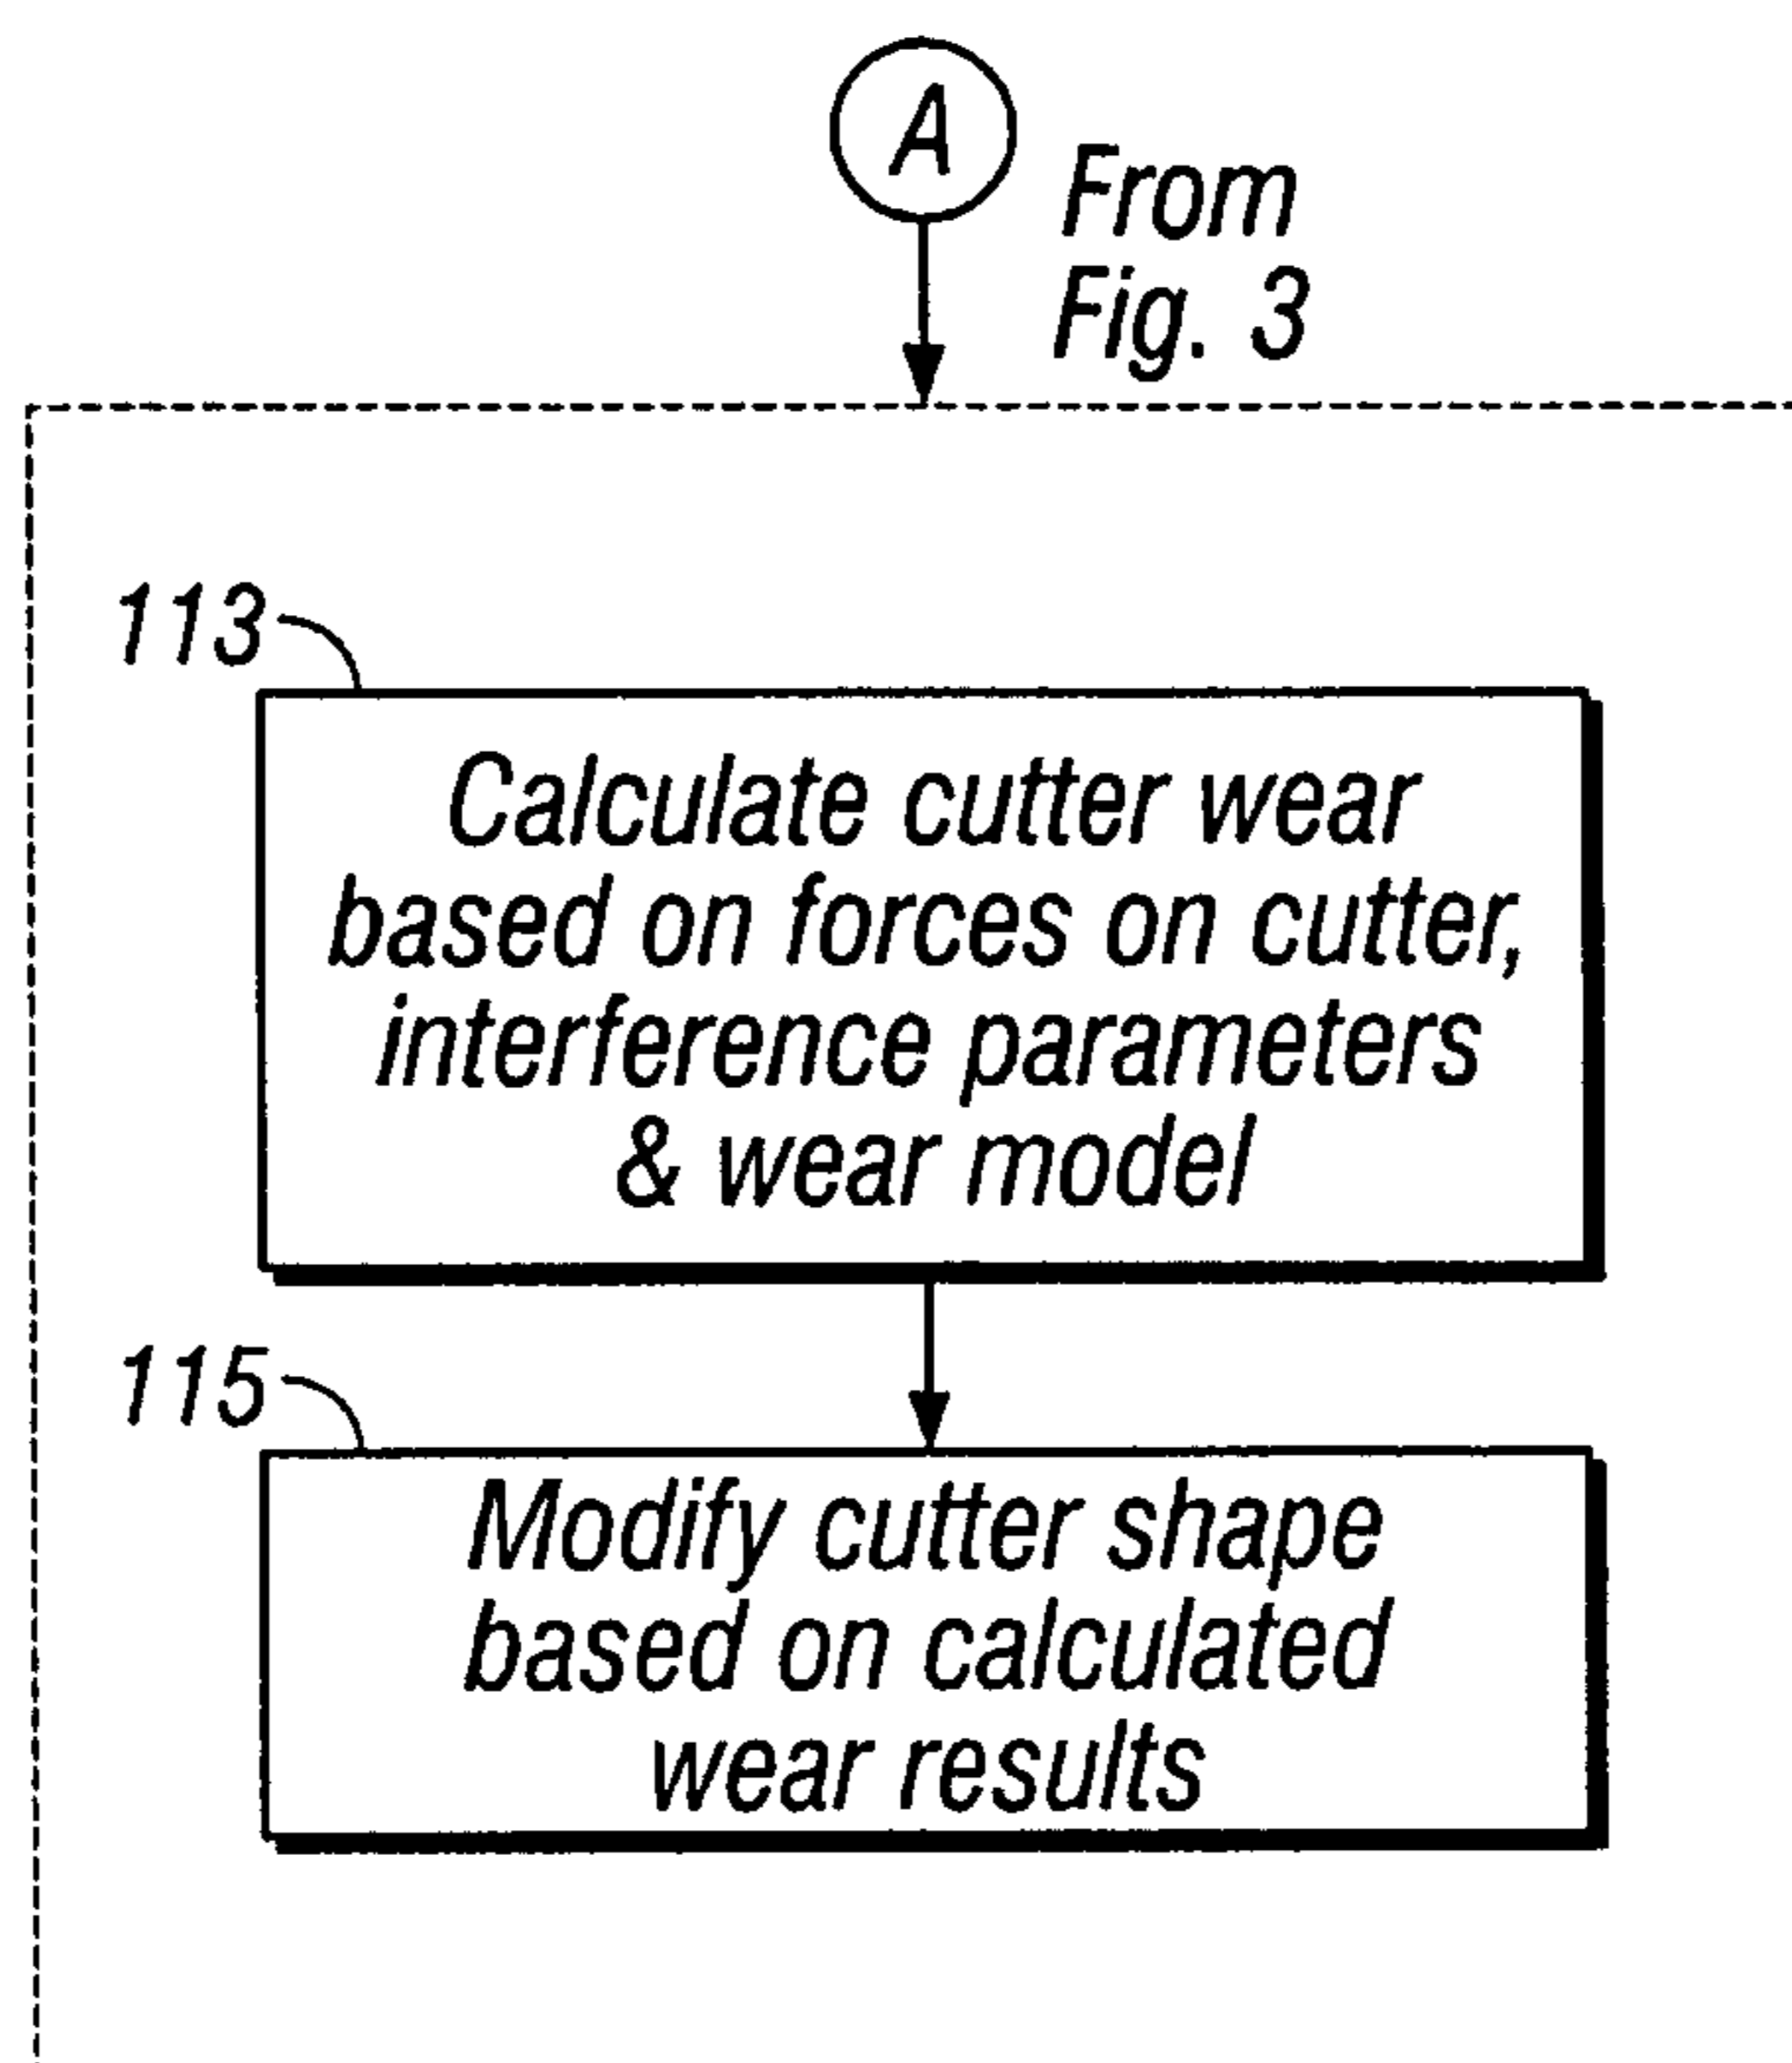 A
From
Fig. 3
113
Calculate cutter wear
based on forces on cutter,
interference parameters
& wear model
115
Modify cutter shape
based on calculated
wear results